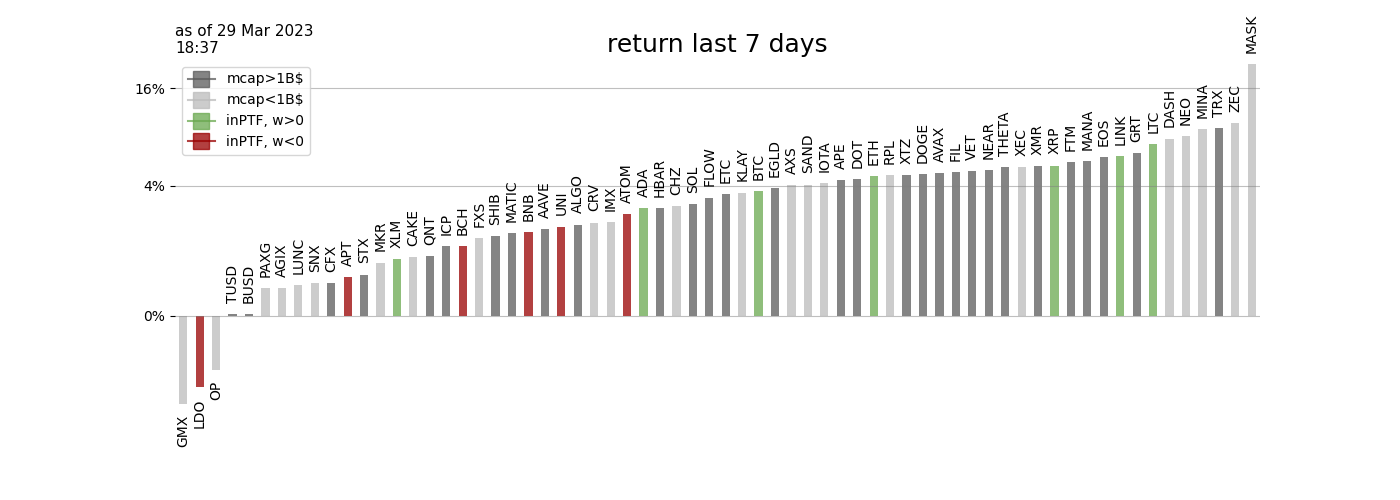 as of 29 Mar 2023
18:37
return last 7 days
mcap>1B$
mcap<1B$
inPTF, w>0
inPTF, w<0
16%
4%
0%
GMX
LDO
OP
TUSD
BUSD
PAXG
AGIX
LUNC
SNX
CFX
APT
STX
MKR
XLM
CAKE
QNT
ICP
BCH
FXS
SHIB
MATIC
BNB
AAVE
UNI
ALGO
CRV
IMX
ATOM
ADA
HBAR
CHZ
SOL
FLOW
ETC
KLAY
BTC
EGLD
AXS
SAND
IOTA
APE
DOT
ETH
RPL
XTZ
DOGE
AVAX
FIL
VET
NEAR
THETA
XEC
XMR
XRP
FTM
MANA
EOS
LINK
GRT
LTC
DASH
NEO
MINA
TRX
ZEC
MASK